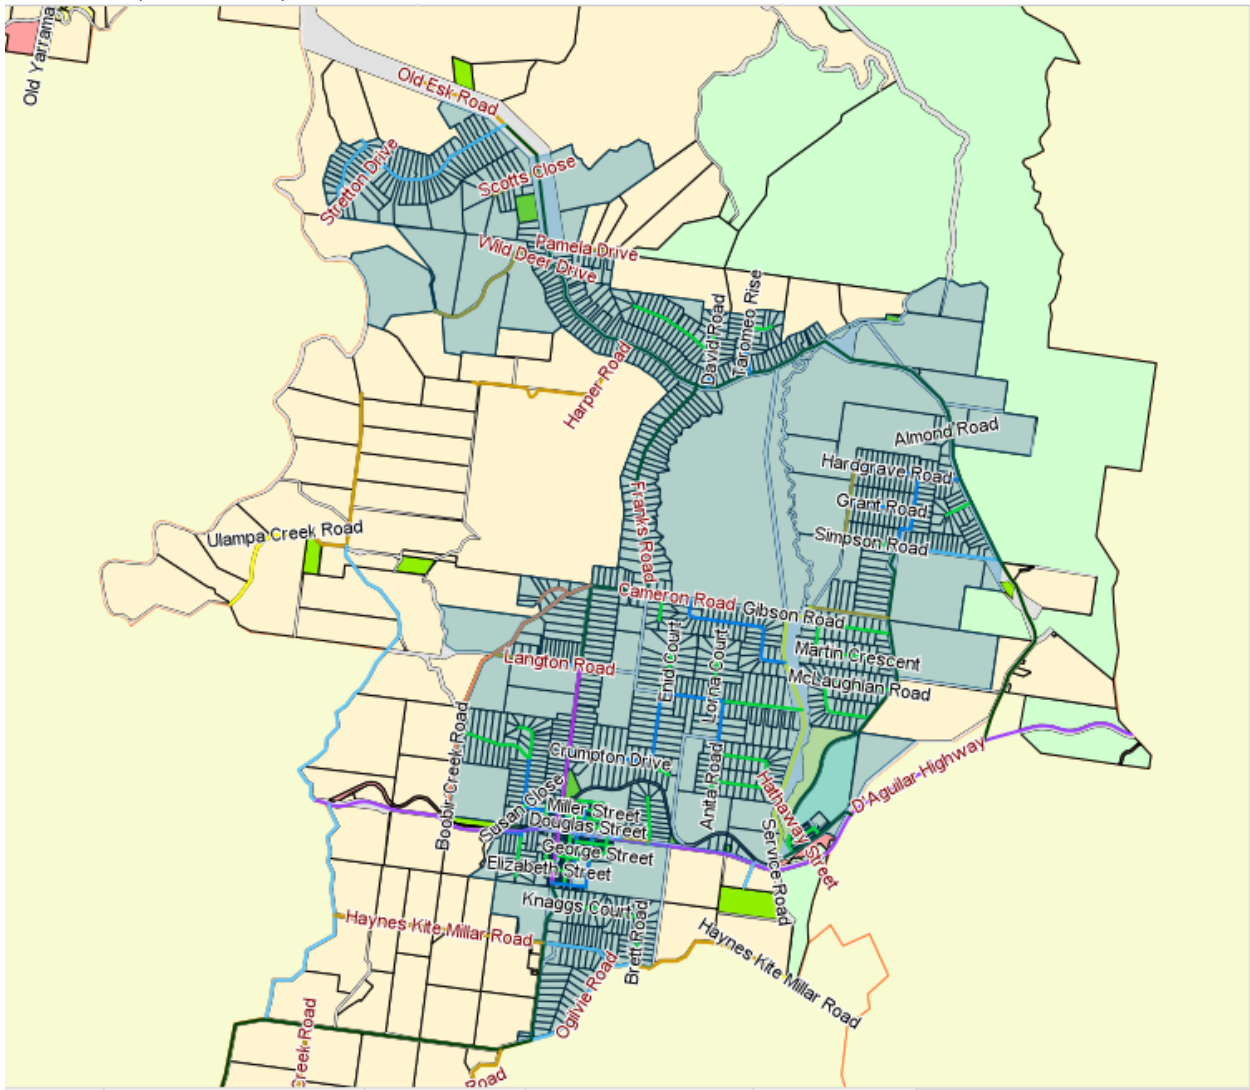 Old Yarrama
Old Esk Road
Stretton Drive
Scotts Close
Pamela Drive
Wild Deer Drive
David Road
Taromeo Rise
Harper Road
Almond Road
Hardgrave Road
Franks Road
Grant Road
Ulampa Creek Road
Simpson Road
Cameron Road
Gibson Road
Enid Court
Lorna Court
Martin Crescent
Langton Road
McLaughlan Road
Boobir Creek Road
Crumpton Drive
D'Aguilar Highway
Anita Road
Hathaway Street
Susan Close
Miller Street
Douglas Street
Service Road
George Street
Elizabeth Street
Knaggs Court
Haynes Kite Millar Road
Brett Road
Haynes Kite Millar Road
Ogilvie Road
Creek Road
Road